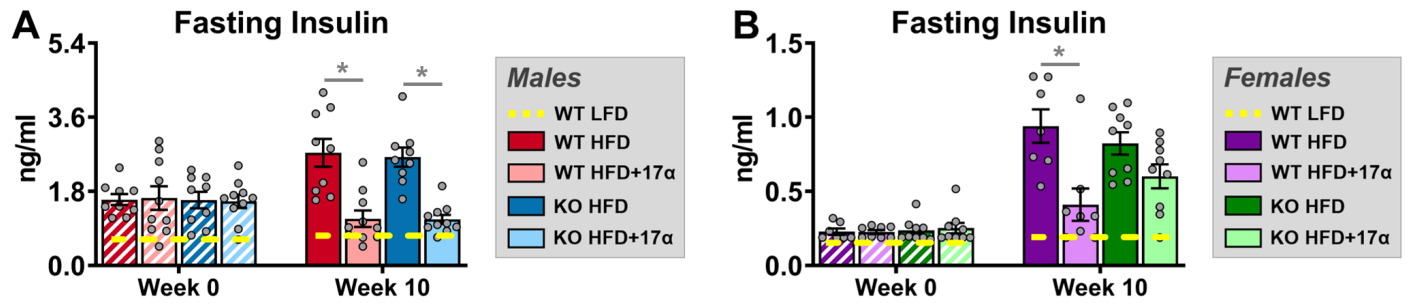 A
Fasting Insulin
5.4
3.6
1.8
0.0
ng/ml
*
*
Week 0
Week 10
Males
WT LFD
WT HFD
WT HFD+17α
KO HFD
KO HFD+17α
B
Fasting Insulin
1.5
1.0
0.5
0.0
ng/ml
*
Week 0
Week 10
Females
WT LFD
WT HFD
WT HFD+17α
KO HFD
KO HFD+17α